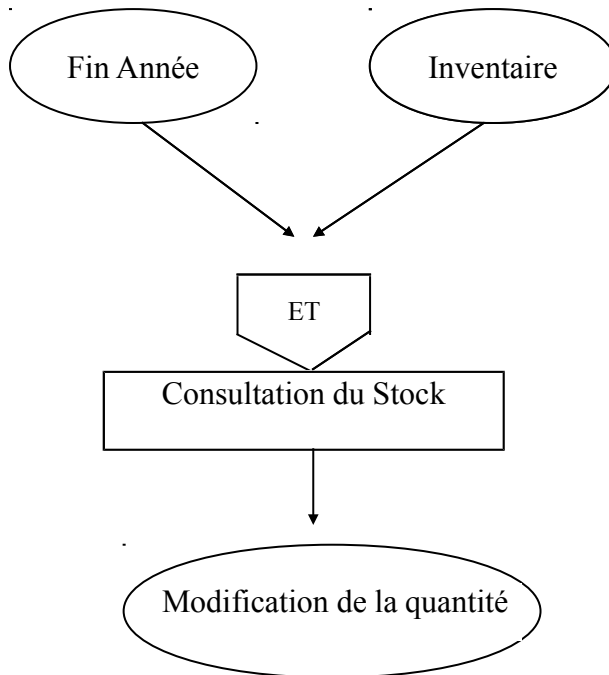 Fin Année
Inventaire
ET
Consultation du Stock
Modification de la quantité